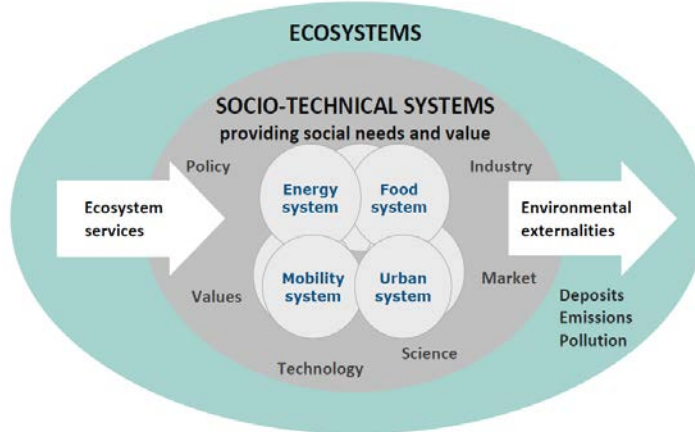 ECOSYSTEMS
SOCIO-TECHNICAL SYSTEMS
providing social needs and value
Policy
Industry
Energy
system
Food
system
Ecosystem
services
Environmental
externalities
Mobility
system
Urban
system
Values
Market
Deposits
Emissions
Pollution
Science
Technology